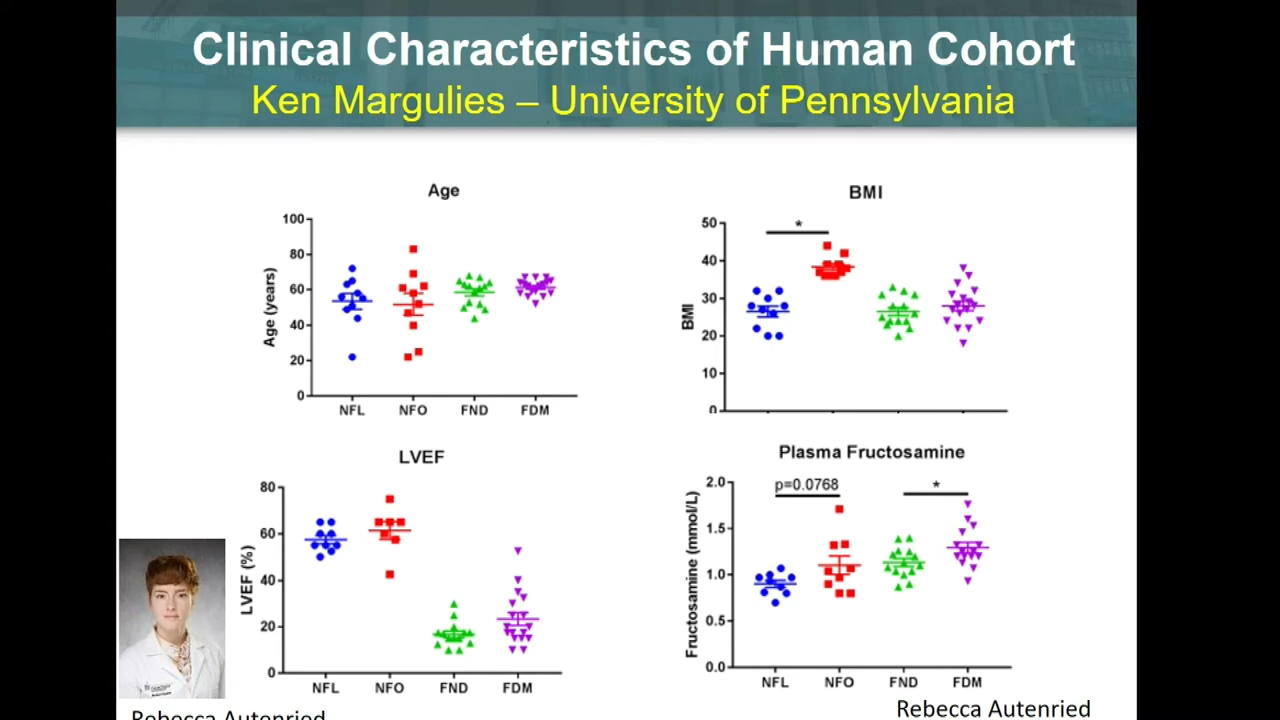 Clinical Characteristics of Human Cohort
Ken Margulies – University of Pennsylvania
Age
100
80
60
40
20
0
Age (years)
NFL NFO FND FDM
BMI
*
50
40
30
20
10
0
BMI
LVEF
80
60
40
20
0
LVEF (%)
NFL NFO FND FDM
Plasma Fructosamine
p=0.0768 *
2.0
1.5
1.0
0.5
0.0
Fructosamine (mmol/L)
NFL NFO FND FDM
Rebecca Autenried
Rebecca Autenried